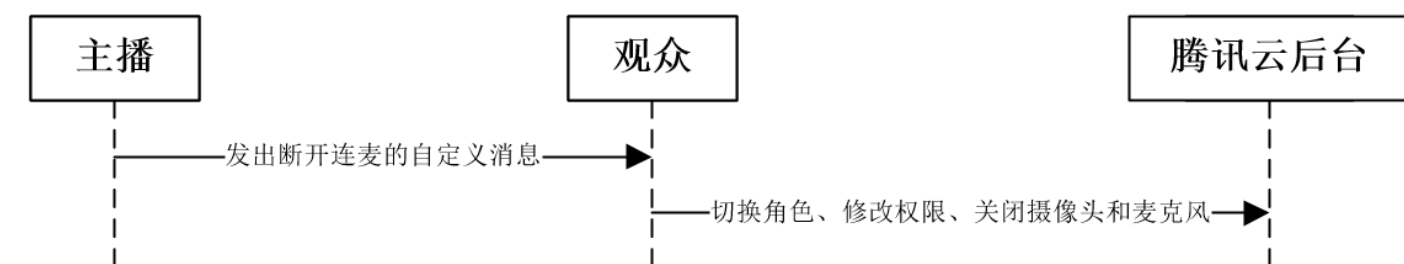 主播
观众
腾讯云后台
发出断开连麦的自定义消息
切换角色、修改权限、关闭摄像头和麦克风